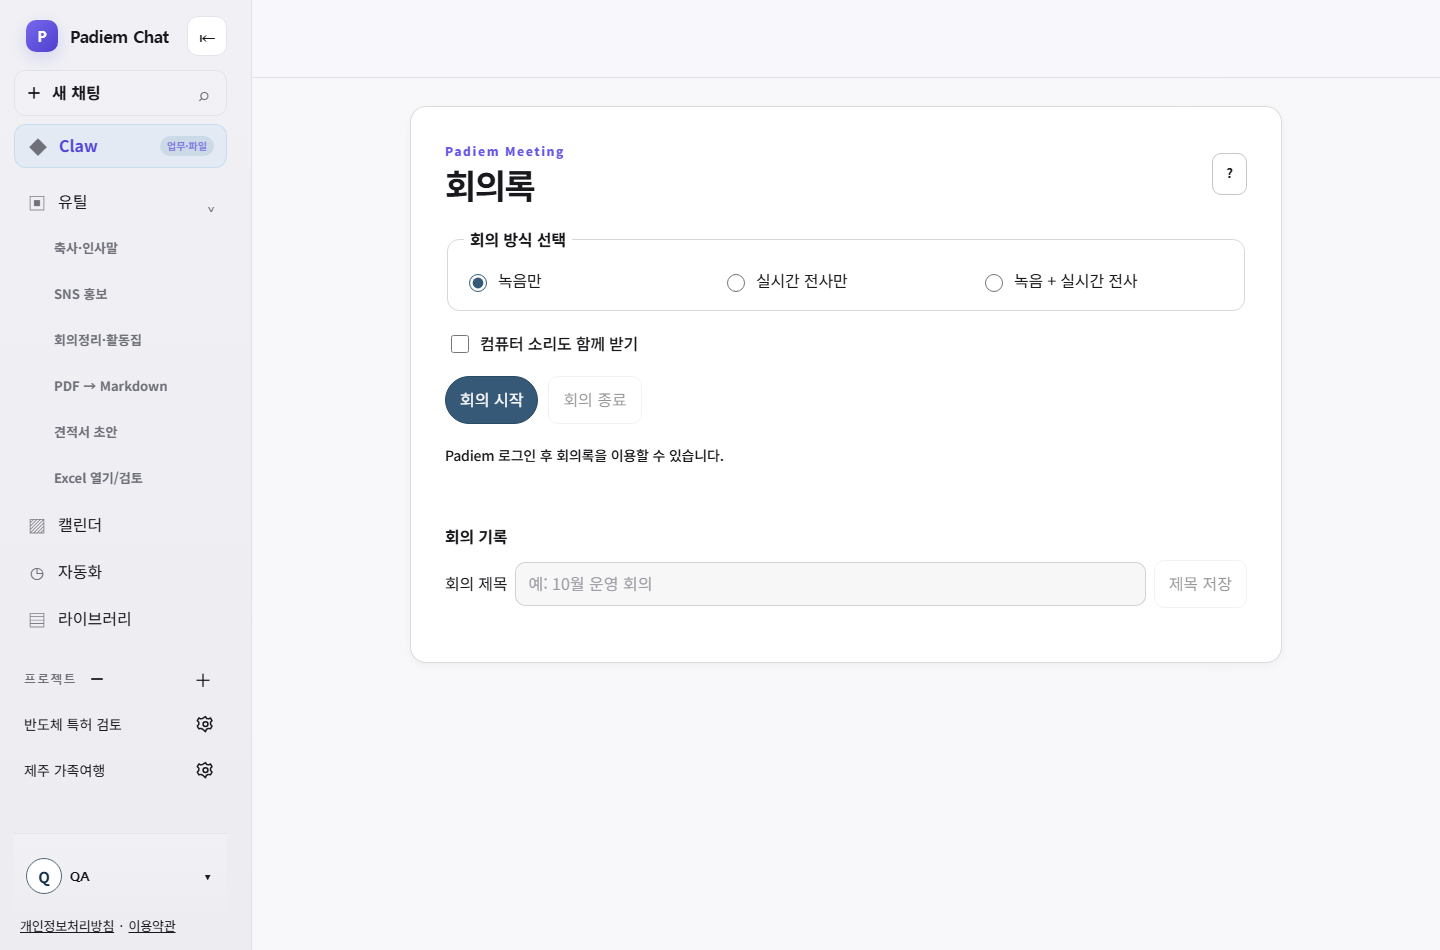 P Padiem Chat ⇤
+ 새 채팅
Claw 업무·파일
유틸
축사·인사말
SNS 홍보
회의정리·활동집
PDF → Markdown
견적서 초안
Excel 열기/검토
캘린더
자동화
라이브러리
프로젝트 − +
반도체 특허 검토
제주 가족여행
Q QA ▾
개인정보처리방침 · 이용약관
Padiem Meeting
회의록
?
회의 방식 선택
녹음만 실시간 전사만 녹음 + 실시간 전사
컴퓨터 소리도 함께 받기
회의 시작 회의 종료
Padiem 로그인 후 회의록을 이용할 수 있습니다.
회의 기록
회의 제목 예: 10월 운영 회의 제목 저장